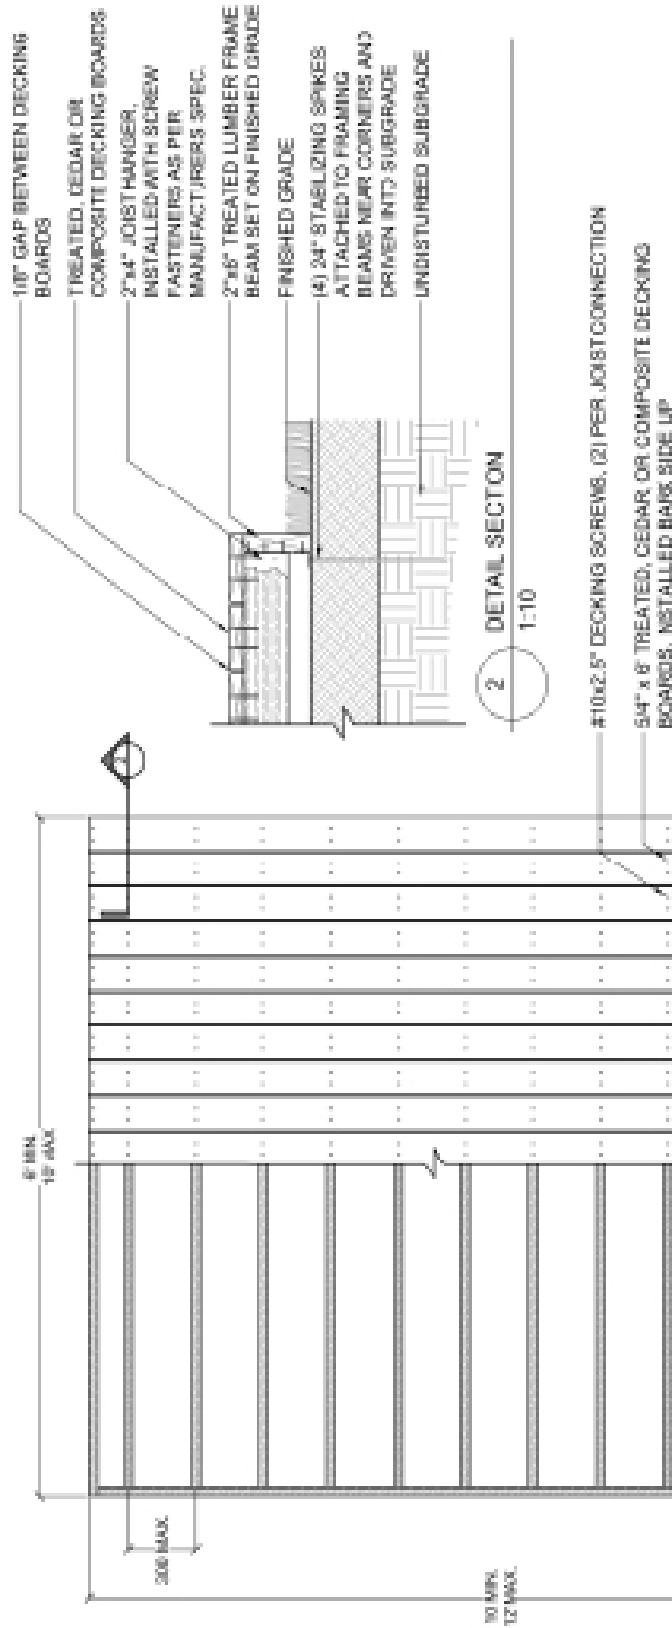 1/8" GAP BETWEEN DECKING
BOARDS
TREATED, CEDAR OR
COMPOSITE DECKING BOARDS
2"x4" JOIST HANGER,
INSTALLED WITH SCREW
FASTENERS AS PER
MANUFACTURERS SPEC.
2"x6" TREATED LUMBER FRAME
BEAM SET ON FINISHED GRADE
FINISHED GRADE
(4) 24" STABILIZING SPIKES
ATTACHED TO FRAMING
BEAMS NEAR CORNERS AND
DRIVEN INTO SUBGRADE
UNDISTURBED SUBGRADE
2
DETAIL SECTION
1:10
#10x2.5" DECKING SCREWS, (2) PER JOIST CONNECTION
5/4" x 6" TREATED, CEDAR OR COMPOSITE DECKING
BOARDS, INSTALLED BARK SIDE UP
MIN.
10' MAX.
300 MAX.
10' MIN.
12' MAX.